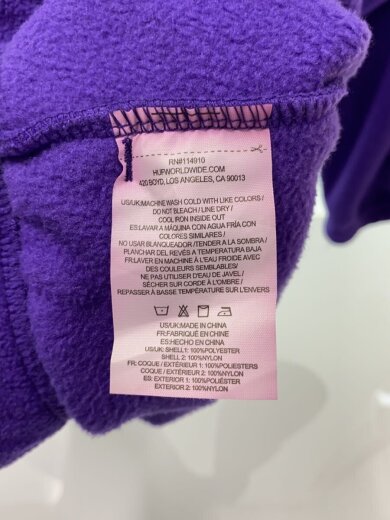 RN#114910
HUFWORLDWIDE.COM
420 BOYD, LOS ANGELES, CA 90013
US/UK:MACHINE WASH COLD WITH LIKE COLORS /
DO NOT BLEACH / LINE DRY /
COOL IRON INSIDE OUT
ES:LAVAR A MÁQUINA CON AGUA FRÍA CON
COLORES SIMILARES /
NO USAR BLANQUEADOR /TENDER A LA SOMBRA /
PLANCHAR DEL REVÉS A TEMPERATURA BAJA
FR:LAVER EN MACHINE À L'EAU FROIDE AVEC
DES COULEURS SEMBLABLES/
NE PAS UTILISER D'EAU DE JAVEL /
SÉCHER SUR CORDE À L'OMBRE /
REPASSER À BASSE TEMPÉRATURE SUR L'ENVERS
US/UK:MADE IN CHINA
FR:FABRIQUÉ EN CHINE
ES:HECHO EN CHINA
US/UK: SHELL1: 100%POLYESTER
SHELL 2: 100%NYLON
FR: COQUE / EXTÉRIEUR 1: 100%POLIESTERS
COQUE / EXTÉRIEUR 2: 100%NYLON
ES: EXTERIOR 1: 100%POLYESTER
EXTERIOR 2: 100%NYLON